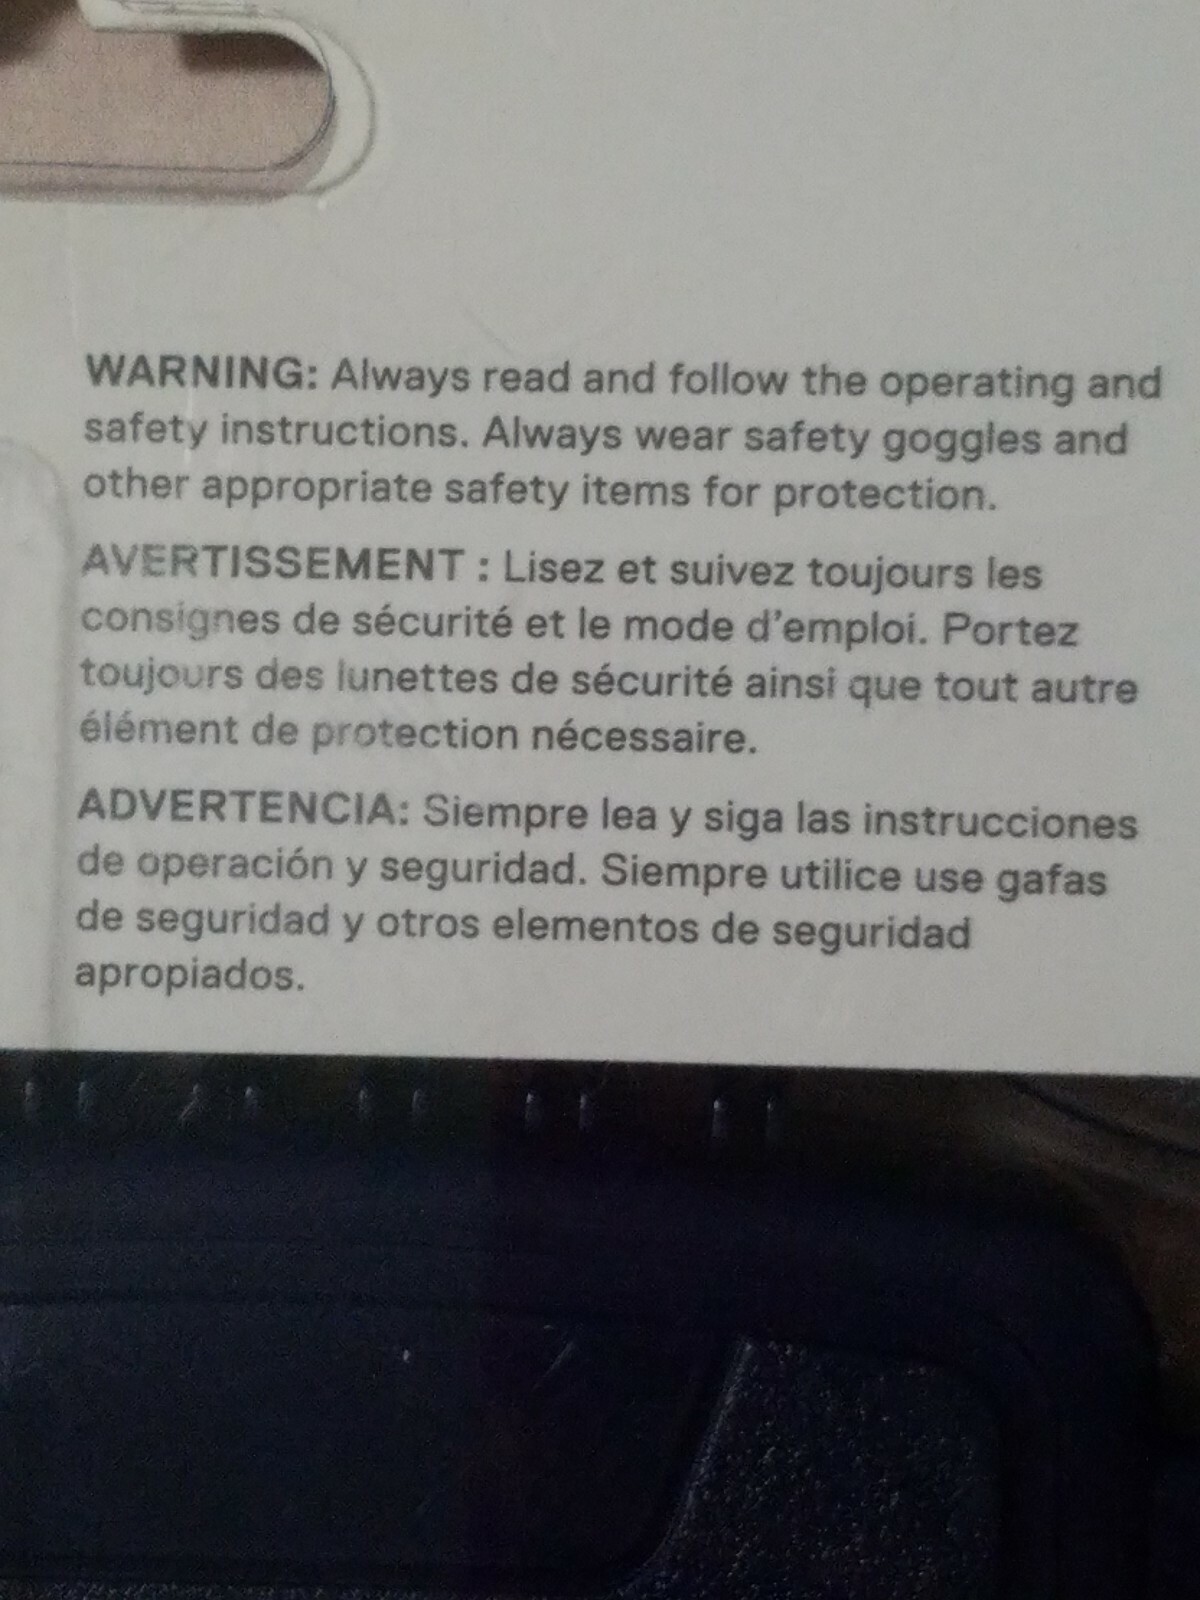 WARNING: Always read and follow the operating and
safety instructions. Always wear safety goggles and
other appropriate safety items for protection.
AVERTISSEMENT : Lisez et suivez toujours les
consignes de sécurité et le mode d'emploi. Portez
toujours des lunettes de sécurité ainsi que tout autre
élément de protection nécessaire.
ADVERTENCIA: Siempre lea y siga las instrucciones
de operación y seguridad. Siempre utilice use gafas
de seguridad y otros elementos de seguridad
apropiados.